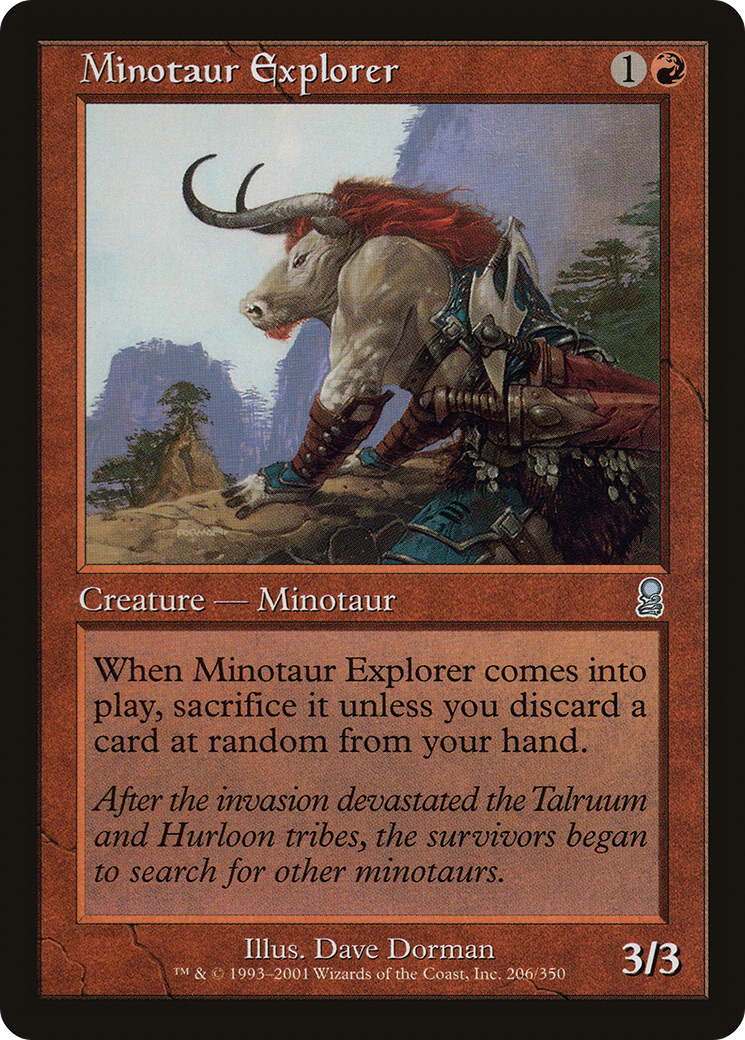 Minotaur Explorer 1
Creature — Minotaur
When Minotaur Explorer comes into
play, sacrifice it unless you discard a
card at random from your hand.
After the invasion devastated the Talruum
and Hurloon tribes, the survivors began
to search for other minotaurs.
Illus. Dave Dorman
™ & © 1993–2001 Wizards of the Coast, Inc. 206/350
3/3